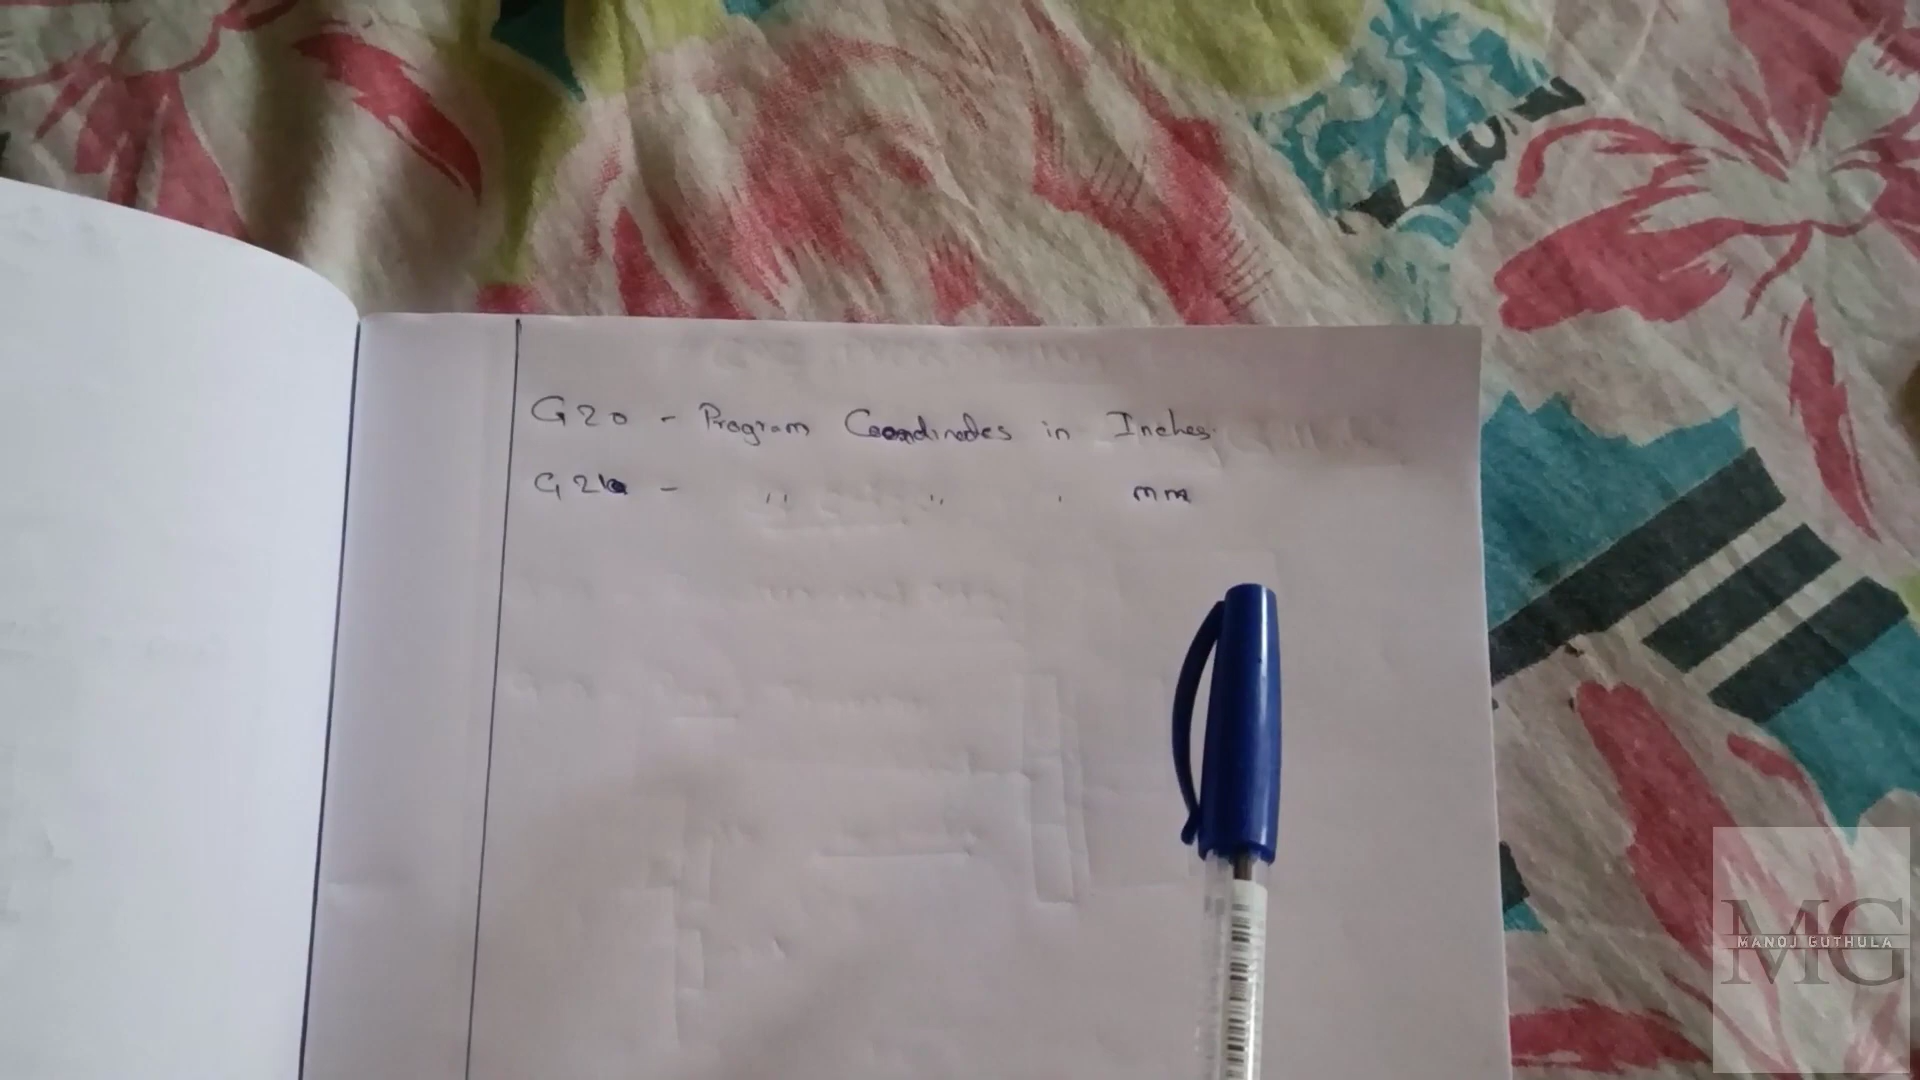 G20 - Program Coordinates in Inches.
G21 - " " " mm
MG
MANOJ GUTHULA